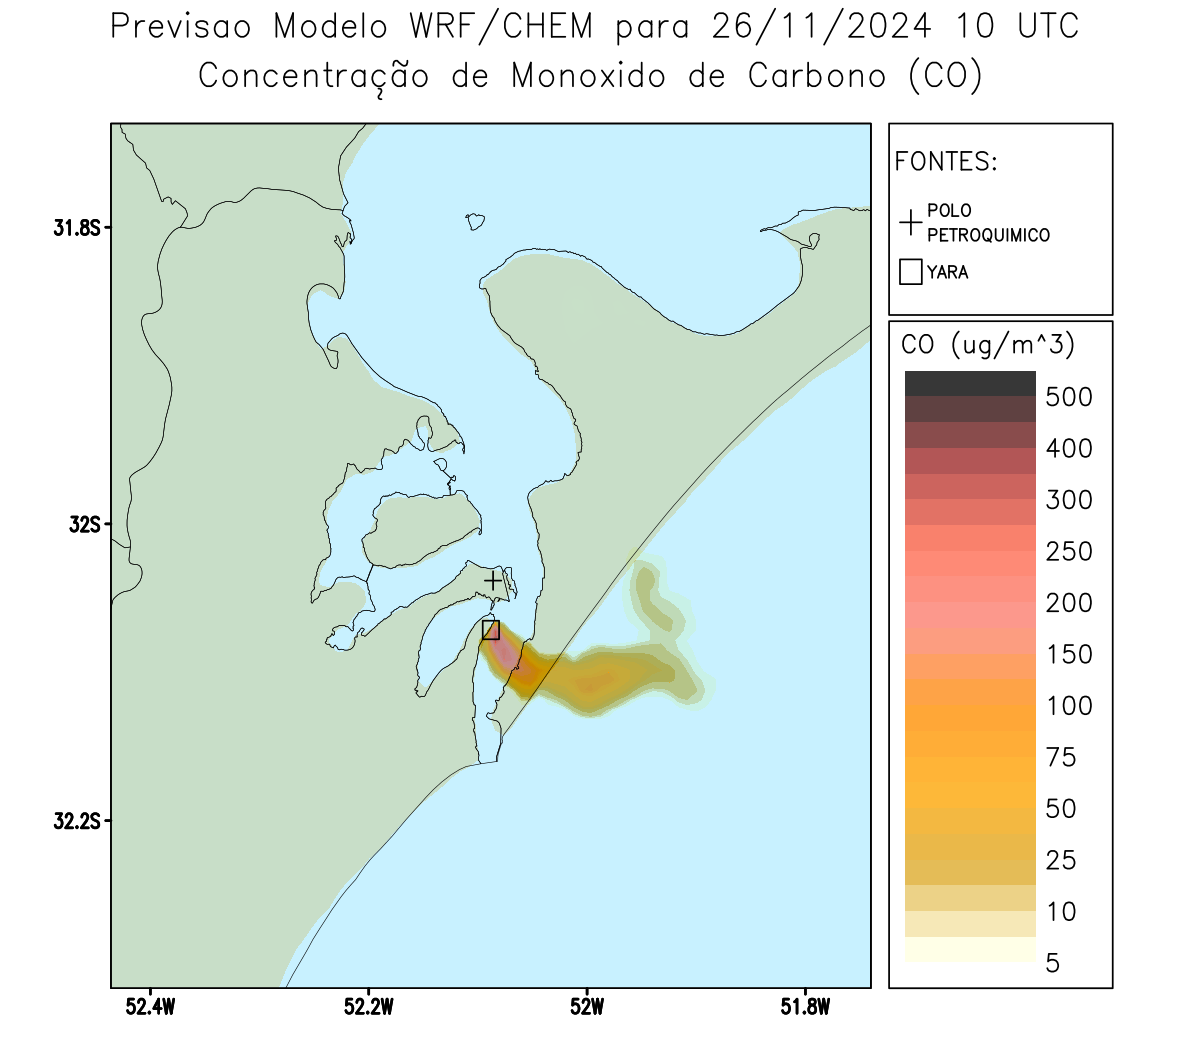 Previsao Modelo WRF/CHEM para 26/11/2024 10 UTC
Concentração de Monoxido de Carbono (CO)
FONTES:
POLO
PETROQUIMICO
YARA
CO (ug/m^3)
500
400
300
250
200
150
100
75
50
25
10
5
31.8S
32S
32.2S
52.4W
52.2W
52W
51.8W